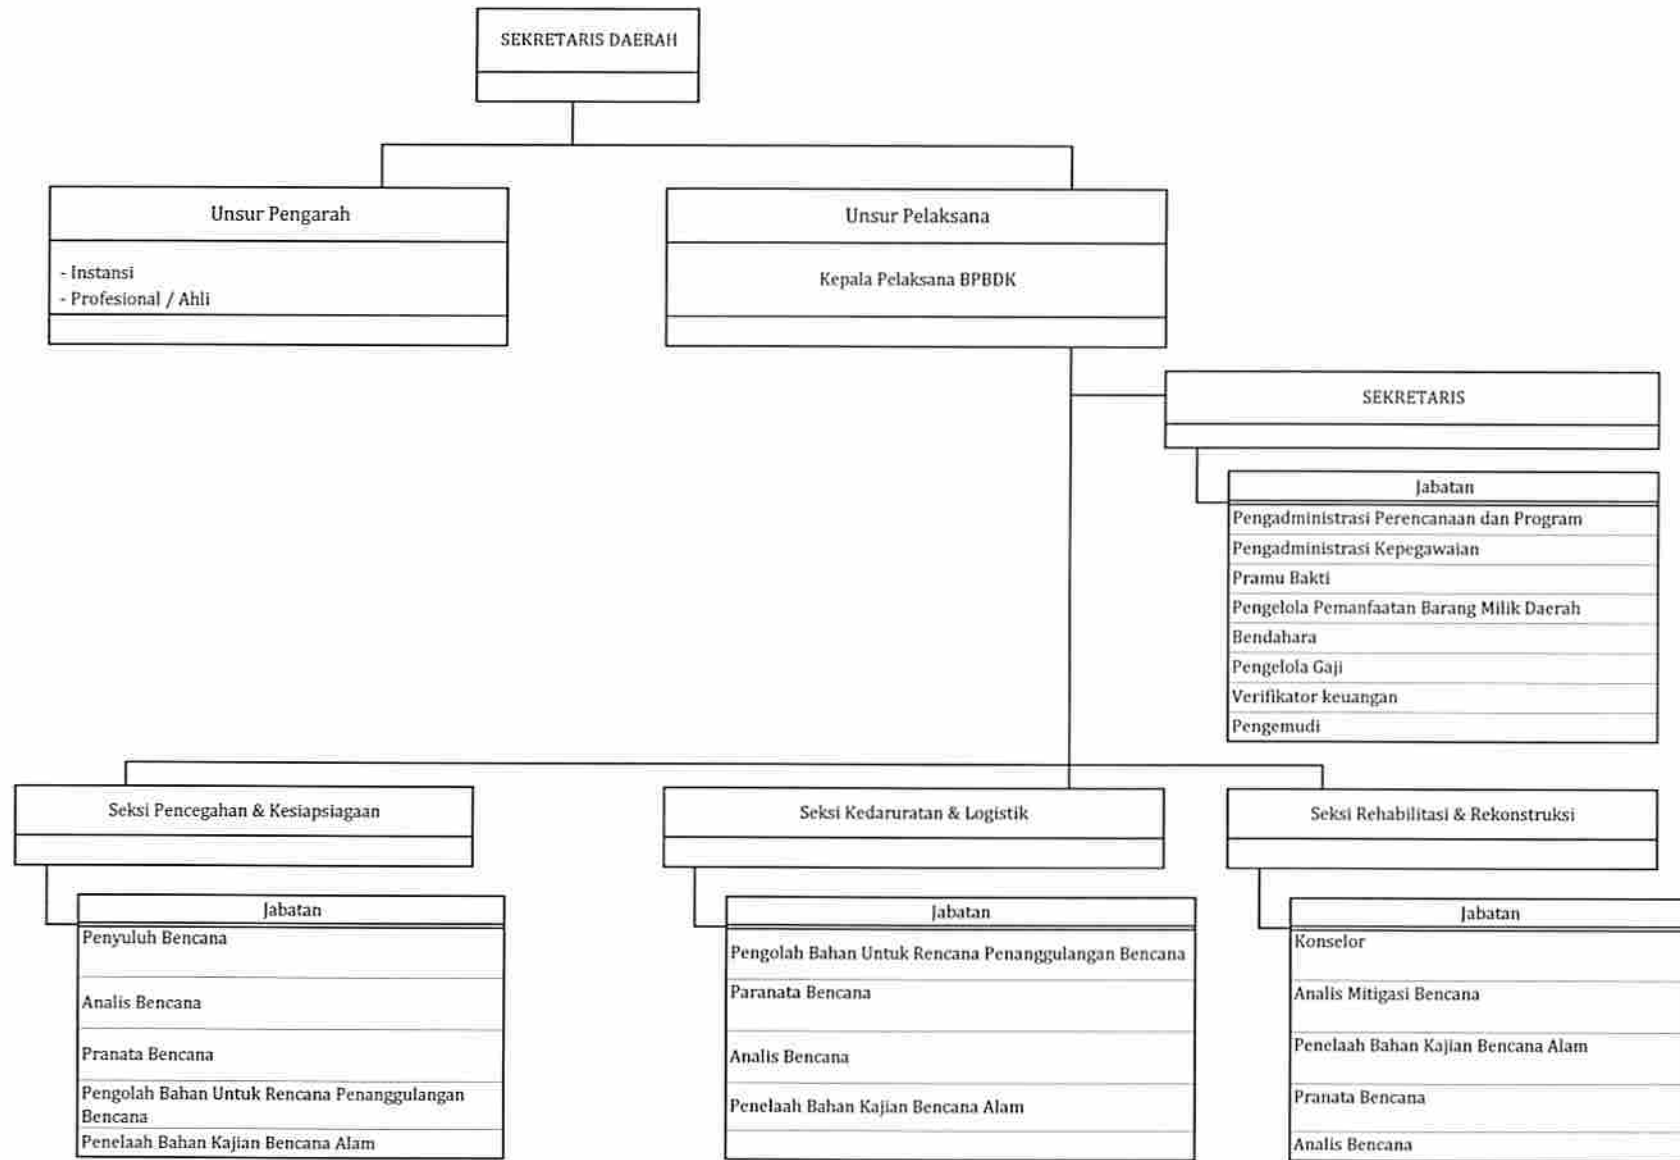 SEKRETARIS DAERAH
Unsur Pengarah
- Instansi
- Profesional / Ahli
Unsur Pelaksana
Kepala Pelaksana BPBDK
SEKRETARIS
Jabatan
Pengadministrasi Perencanaan dan Program
Pengadministrasi Kepegawaian
Pramu Bakti
Pengelola Pemanfaatan Barang Milik Daerah
Bendahara
Pengelola Gaji
Verifikator keuangan
Pengemudi
Seksi Pencegahan & Kesiapsiagaan
Jabatan
Penyuluh Bencana
Analis Bencana
Pranata Bencana
Pengolah Bahan Untuk Rencana Penanggulangan
Bencana
Penelaah Bahan Kajian Bencana Alam
Seksi Kedaruratan & Logistik
Jabatan
Pengolah Bahan Untuk Rencana Penanggulangan Bencana
Paranata Bencana
Analis Bencana
Penelaah Bahan Kajian Bencana Alam
Seksi Rehabilitasi & Rekonstruksi
Jabatan
Konselor
Analis Mitigasi Bencana
Penelaah Bahan Kajian Bencana Alam
Pranata Bencana
Analis Bencana